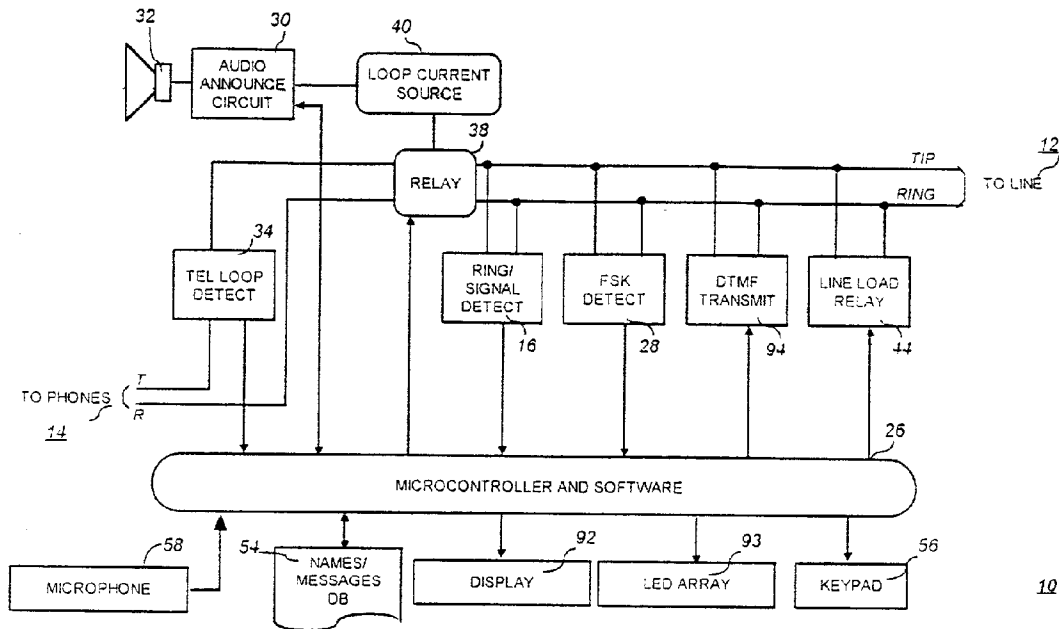 32
30
40
AUDIO
ANNOUNCE
CIRCUIT
LOOP CURRENT
SOURCE
38
RELAY
TIP
RING
12
TO LINE
34
TEL LOOP
DETECT
RING/
SIGNAL
DETECT
16
FSK
DETECT
28
DTMF
TRANSMIT
94
LINE LOAD
RELAY
44
TO PHONES
T
R
14
26
MICROCONTROLLER AND SOFTWARE
58
MICROPHONE
54
NAMES/
MESSAGES
DB
92
DISPLAY
93
LED ARRAY
56
KEYPAD
10